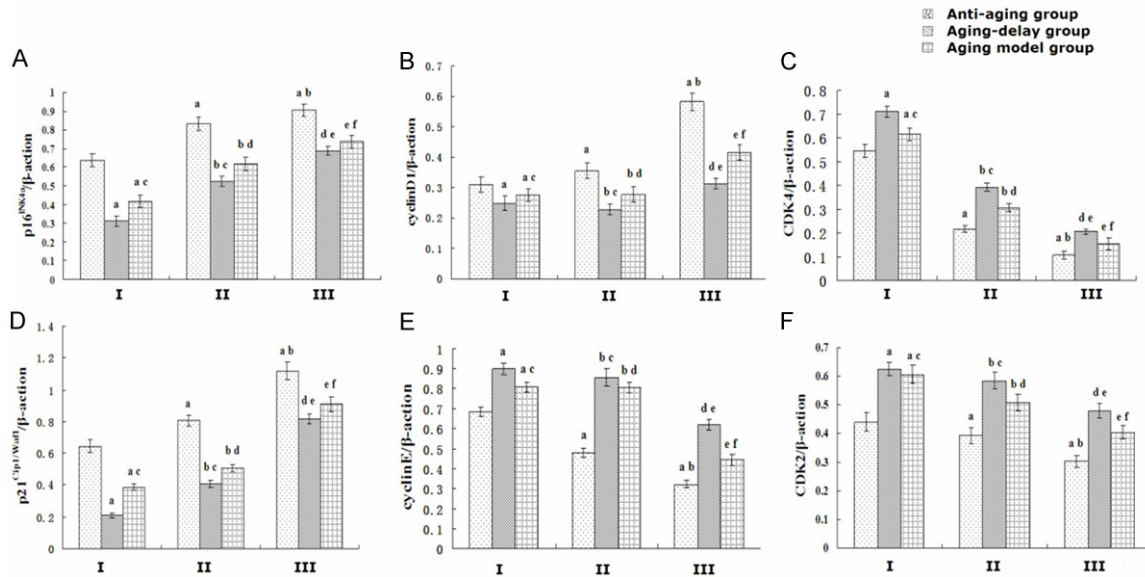 Anti-aging group
Aging-delay group
Aging model group
A
p16INK4a/β-action
1
0.9
0.8
0.7
0.6
0.5
0.4
0.3
0.2
0.1
0
a
a c
a
b c
b d
a b
d e
e f
I II III
B
cyclinD1/β-action
0.7
0.6
0.5
0.4
0.3
0.2
0.1
0
a
a c
a
b c
b d
a b
d e
e f
I II III
C
CDK4/β-action
0.8
0.7
0.6
0.5
0.4
0.3
0.2
0.1
0
a
a c
a
b c
b d
a b
d e
e f
I II III
D
p21Cip1/Waf1/β-action
1.4
1.2
1
0.8
0.6
0.4
0.2
0
a
a c
a
b c
b d
a b
d e
e f
I II III
E
cyclinE/β-action
1
0.9
0.8
0.7
0.6
0.5
0.4
0.3
0.2
0.1
0
a
a c
a
b c
b d
a b
d e
e f
I II III
F
CDK2/β-action
0.7
0.6
0.5
0.4
0.3
0.2
0.1
0
a
a c
a
b c
b d
a b
d e
e f
I II III